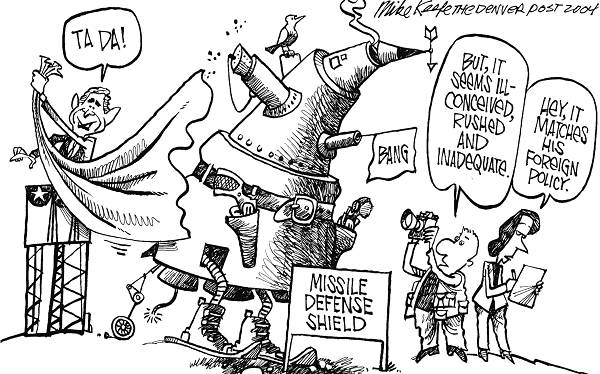 Mike Keefe THE DENVER POST 2004
TA DA!
BUT, IT
SEEMS ILL-
CONCEIVED,
RUSHED
AND
INADEQUATE.
HEY, IT
MATCHES
HIS
FOREIGN
POLICY.
BANG
MISSILE
DEFENSE
SHIELD